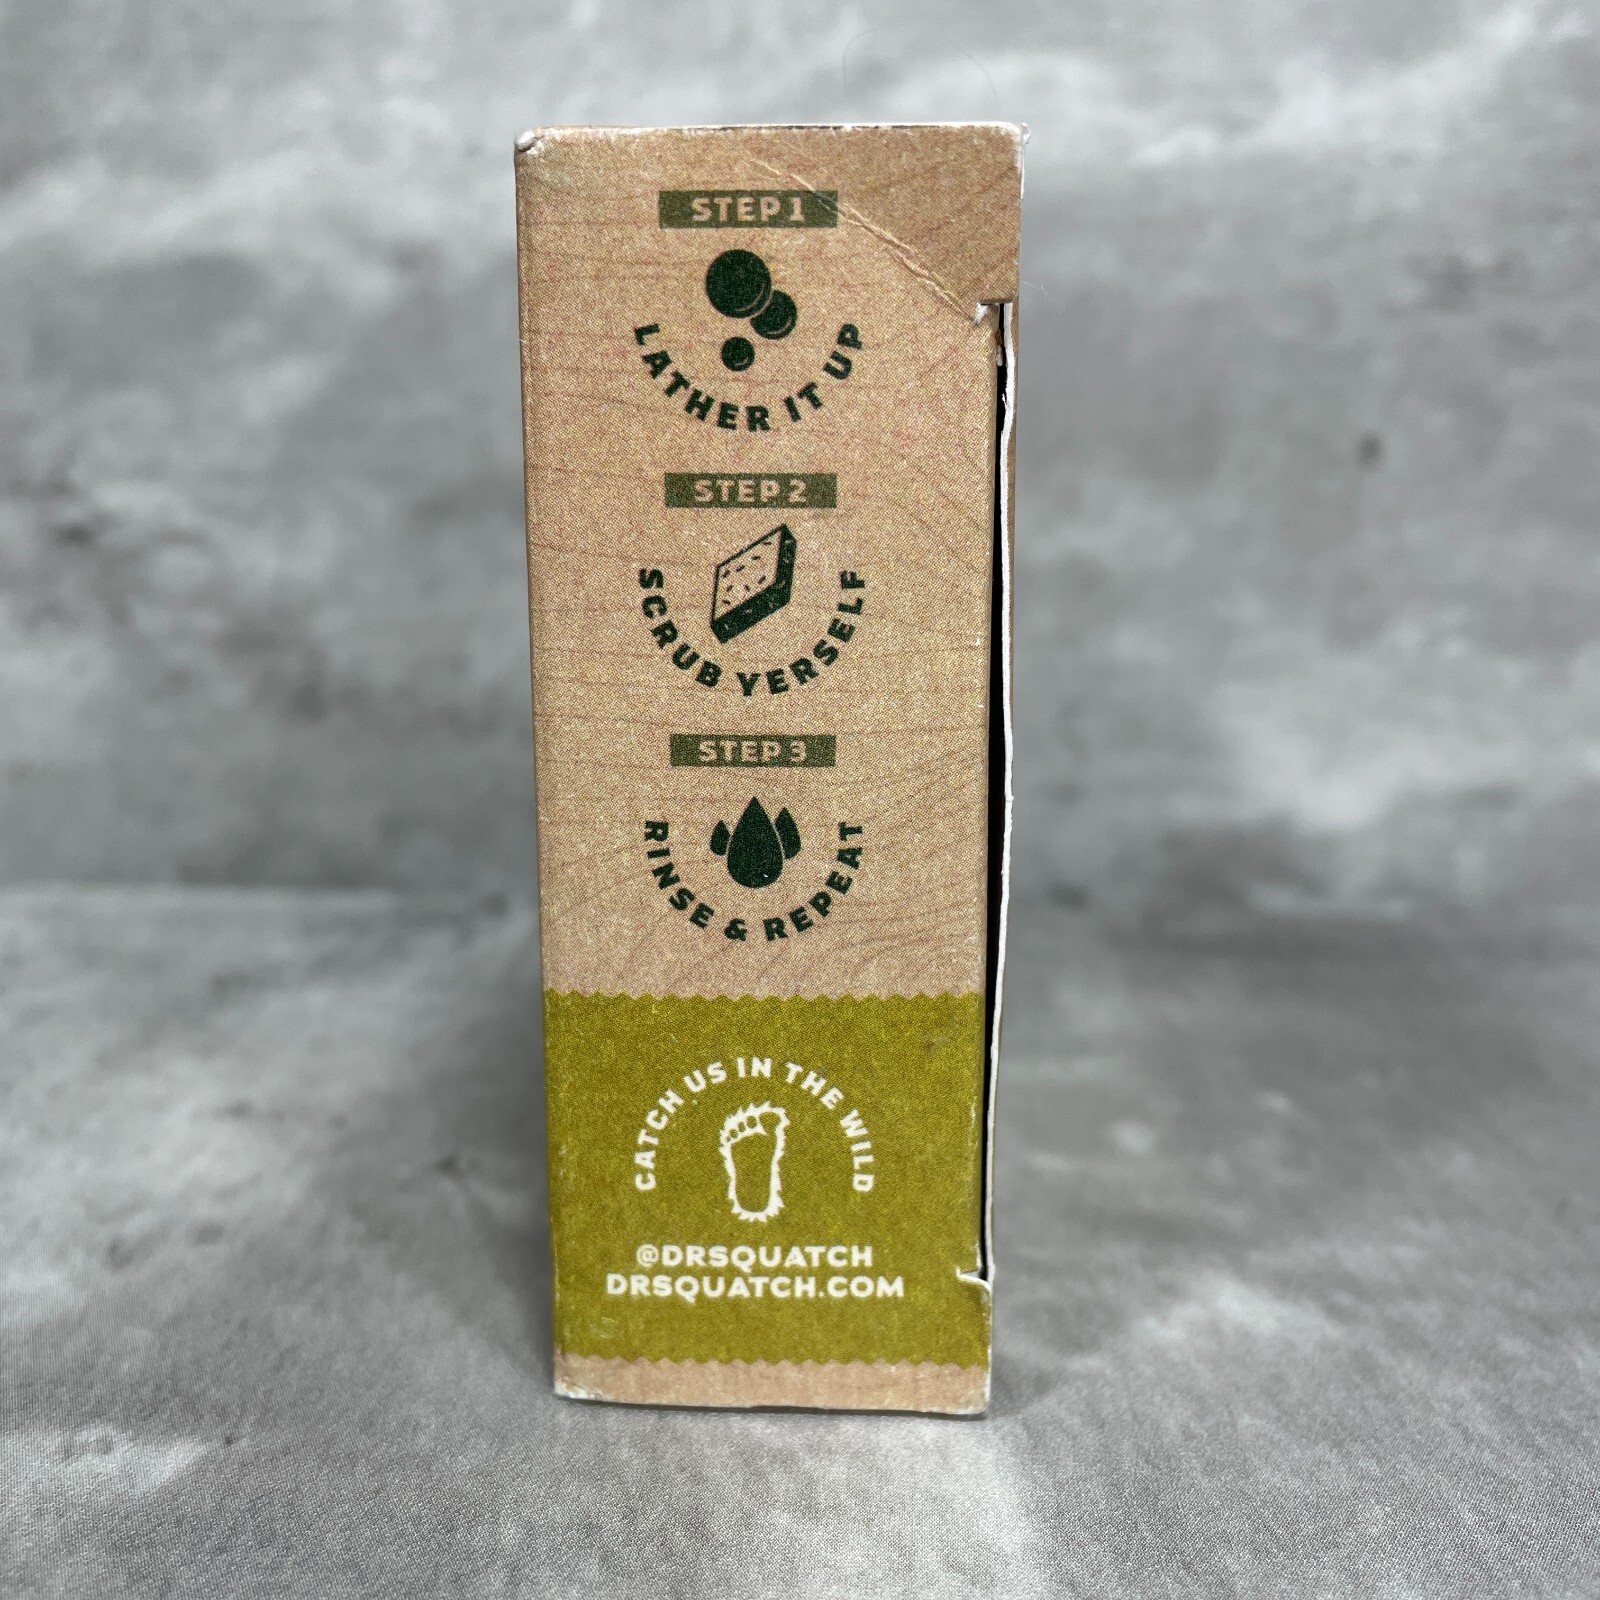 STEP 1
LATHER IT UP
STEP 2
SCRUB YERSELF
STEP 3
RINSE & REPEAT
CATCH US IN THE WILD
@DRSQUATCH
DRSQUATCH.COM